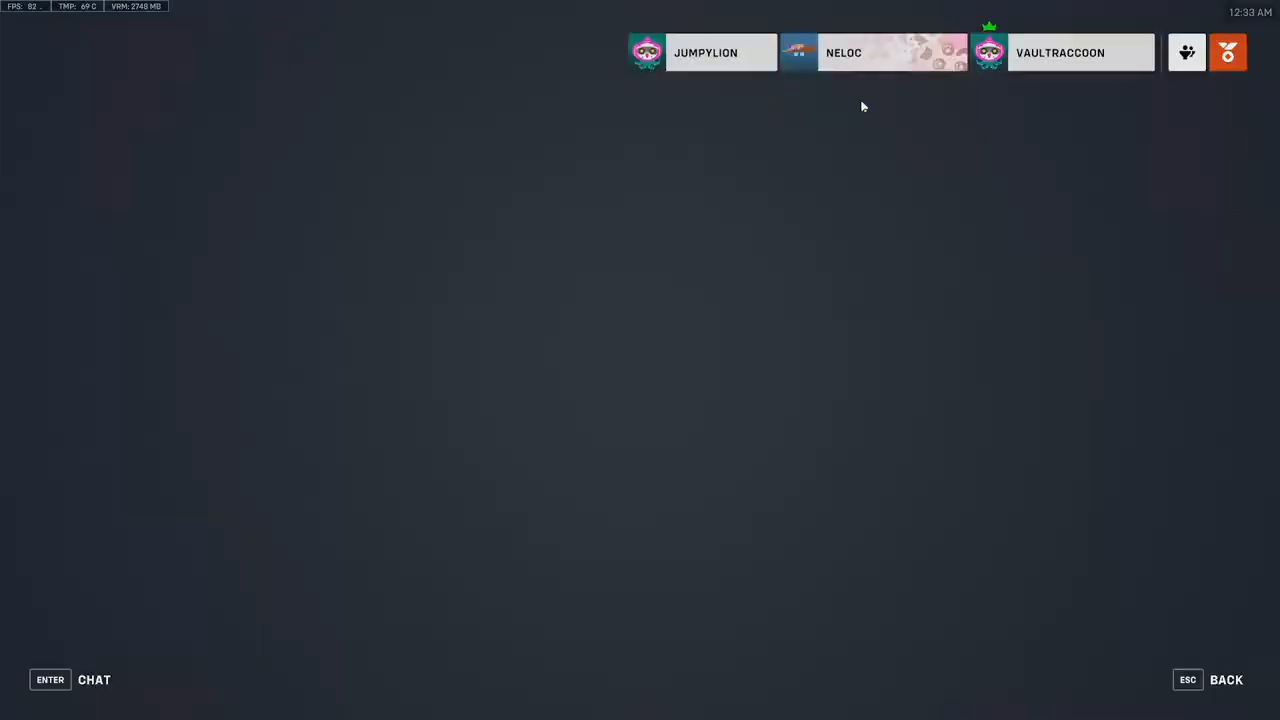 FPS: 82 . TMP: 69 C VRM: 2748 MB
12:33 AM
JUMPYLION NELOC VAULTRACCOON
ENTER CHAT
ESC BACK